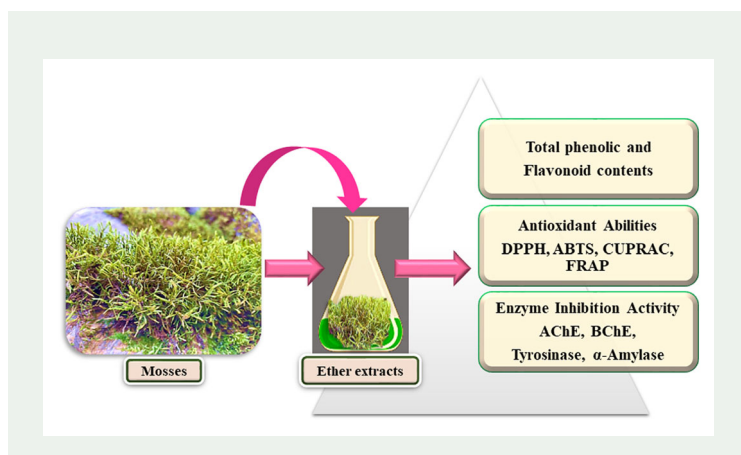 Total phenolic and
Flavonoid contents
Antioxidant Abilities
DPPH, ABTS, CUPRAC,
FRAP
Enzyme Inhibition Activity
AChE, BChE,
Tyrosinase, α-Amylase
Mosses
Ether extracts